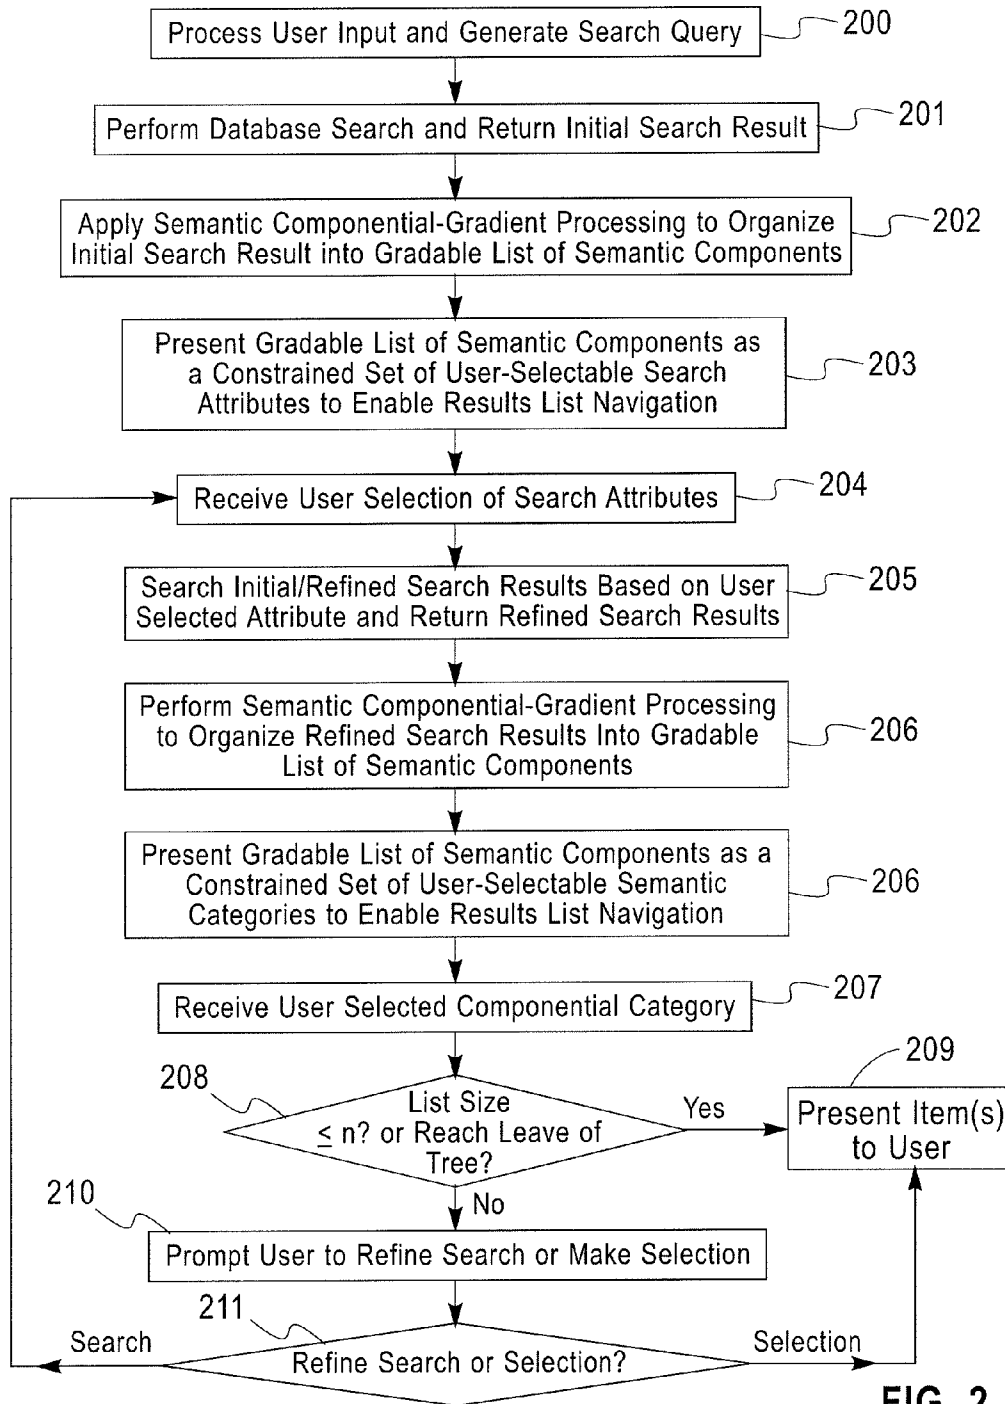 Process User Input and Generate Search Query
200
Perform Database Search and Return Initial Search Result
201
Apply Semantic Componential-Gradient Processing to Organize
Initial Search Result into Gradable List of Semantic Components
202
Present Gradable List of Semantic Components as
a Constrained Set of User-Selectable Search
Attributes to Enable Results List Navigation
203
Receive User Selection of Search Attributes
204
Search Initial/Refined Search Results Based on User
Selected Attribute and Return Refined Search Results
205
Perform Semantic Componential-Gradient Processing
to Organize Refined Search Results Into Gradable
List of Semantic Components
206
Present Gradable List of Semantic Components as a
Constrained Set of User-Selectable Semantic
Categories to Enable Results List Navigation
206
Receive User Selected Componential Category
207
208
List Size
≤ n? or Reach Leave of
Tree?
Yes
209
Present Item(s)
to User
No
210
Prompt User to Refine Search or Make Selection
211
Search
Refine Search or Selection?
Selection
FIG. 2